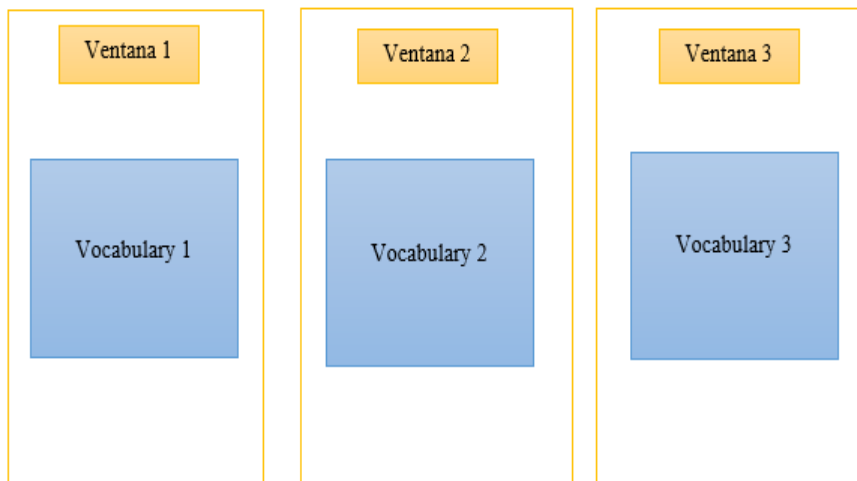 Ventana 1
Ventana 2
Ventana 3
Vocabulary 1
Vocabulary 2
Vocabulary 3